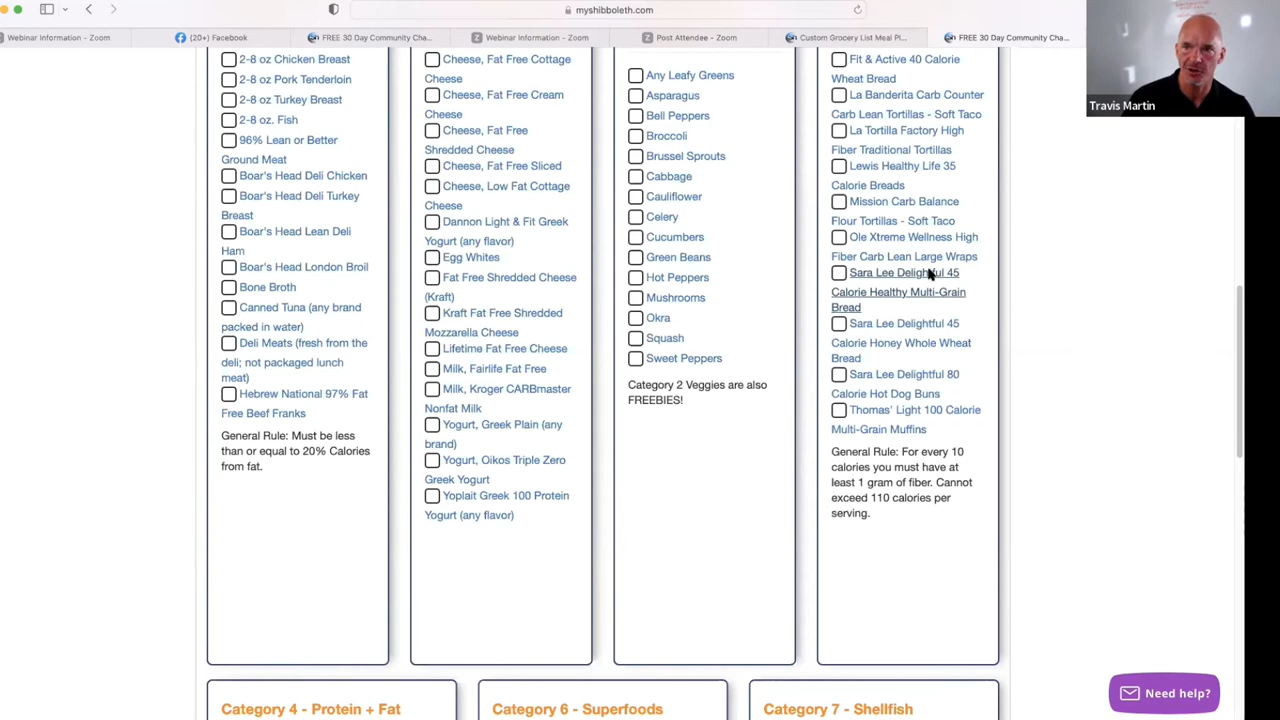 myshibboleth.com
Webinar Information - Zoom
(20+) Facebook
FREE 30 Day Community Cha...
Webinar Information - Zoom
Post Attendee - Zoom
Custom Grocery List Meal Pl...
FREE 30 Day Community Cha...
Travis Martin
2-8 oz Chicken Breast
2-8 oz Pork Tenderloin
2-8 oz Turkey Breast
2-8 oz. Fish
96% Lean or Better
Ground Meat
Boar's Head Deli Chicken
Boar's Head Deli Turkey
Breast
Boar's Head Lean Deli
Ham
Boar's Head London Broil
Bone Broth
Canned Tuna (any brand
packed in water)
Deli Meats (fresh from the
deli; not packaged lunch
meat)
Hebrew National 97% Fat
Free Beef Franks
General Rule: Must be less
than or equal to 20% Calories
from fat.
Cheese, Fat Free Cottage
Cheese
Cheese, Fat Free Cream
Cheese
Cheese, Fat Free
Shredded Cheese
Cheese, Fat Free Sliced
Cheese, Low Fat Cottage
Cheese
Dannon Light & Fit Greek
Yogurt (any flavor)
Egg Whites
Fat Free Shredded Cheese
(Kraft)
Kraft Fat Free Shredded
Mozzarella Cheese
Lifetime Fat Free Cheese
Milk, Fairlife Fat Free
Milk, Kroger CARBmaster
Nonfat Milk
Yogurt, Greek Plain (any
brand)
Yogurt, Oikos Triple Zero
Greek Yogurt
Yoplait Greek 100 Protein
Yogurt (any flavor)
Any Leafy Greens
Asparagus
Bell Peppers
Broccoli
Brussel Sprouts
Cabbage
Cauliflower
Celery
Cucumbers
Green Beans
Hot Peppers
Mushrooms
Okra
Squash
Sweet Peppers
Category 2 Veggies are also
FREEBIES!
Fit & Active 40 Calorie
Wheat Bread
La Banderita Carb Counter
Carb Lean Tortillas - Soft Taco
La Tortilla Factory High
Fiber Traditional Tortillas
Lewis Healthy Life 35
Calorie Breads
Mission Carb Balance
Flour Tortillas - Soft Taco
Ole Xtreme Wellness High
Fiber Carb Lean Large Wraps
Sara Lee Delightful 45
Calorie Healthy Multi-Grain
Bread
Sara Lee Delightful 45
Calorie Honey Whole Wheat
Bread
Sara Lee Delightful 80
Calorie Hot Dog Buns
Thomas' Light 100 Calorie
Multi-Grain Muffins
General Rule: For every 10
calories you must have at
least 1 gram of fiber. Cannot
exceed 110 calories per
serving.
Category 4 - Protein + Fat
Category 6 - Superfoods
Category 7 - Shellfish
Need help?